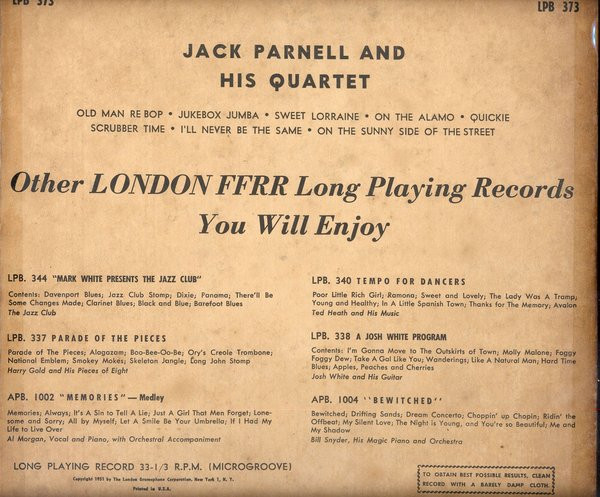 LPB 373
LPB 373
JACK PARNELL AND
HIS QUARTET
OLD MAN RE BOP • JUKEBOX JUMBA • SWEET LORRAINE • ON THE ALAMO • QUICKIE
SCRUBBER TIME • I'LL NEVER BE THE SAME • ON THE SUNNY SIDE OF THE STREET
Other LONDON FFRR Long Playing Records
You Will Enjoy
LPB. 344 "MARK WHITE PRESENTS THE JAZZ CLUB"
Contents: Davenport Blues; Jazz Club Stomp; Dixie; Panama; There'll Be
Some Changes Made; Clarinet Blues; Black and Blue; Barefoot Blues
The Jazz Club
LPB. 337 PARADE OF THE PIECES
Parade of The Pieces; Alagazam; Boo-Bee-Oo-Be; Ory's Creole Trombone;
National Emblem; Smokey Mokes; Skeleton Jangle; Long John Stomp
Harry Gold and His Pieces of Eight
APB. 1002 "MEMORIES" — Medley
Memories; Always; It's A Sin to Tell A Lie; Just A Girl That Men Forget; Lone-
some and Sorry; All by Myself; Let A Smile Be Your Umbrella; If I Had My
Life to Live Over
Al Morgan, Vocal and Piano, with Orchestral Accompaniment
LPB. 340 TEMPO FOR DANCERS
Poor Little Rich Girl; Ramona; Sweet and Lovely; The Lady Was A Tramp;
Young and Healthy; In A Little Spanish Town; Thanks for The Memory; Avalon
Ted Heath and His Music
LPB. 338 A JOSH WHITE PROGRAM
Contents: I'm Gonna Move to The Outskirts of Town; Molly Malone; Foggy
Foggy Dew; Take A Gal Like You; Wanderings; Like A Natural Man; Hard Time
Blues; Apples, Peaches and Cherries
Josh White and His Guitar
APB. 1004 "BEWITCHED"
Bewitched; Drifting Sands; Dream Concerto; Choppin' up Chopin; Ridin' the
Offbeat; My Silent Love; The Night is Young, and You're so Beautiful; Me and
My Shadow
Bill Snyder, His Magic Piano and Orchestra
LONG PLAYING RECORD 33-1/3 R.P.M. (MICROGROOVE)
Copyright 1951 by The London Gramophone Corporation, New York 1, N. Y.
Printed in U.S.A.
TO OBTAIN BEST POSSIBLE RESULTS, CLEAN
RECORD WITH A BARELY DAMP CLOTH.